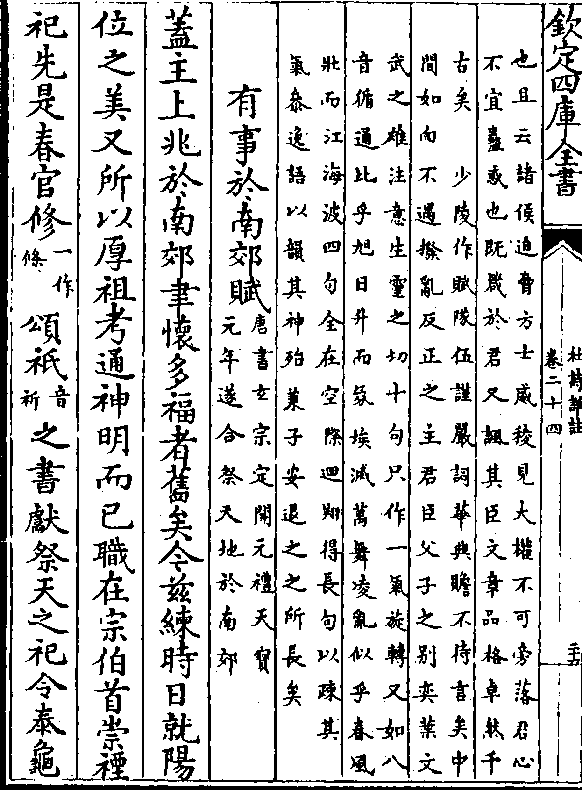 欽定四庫全書
杜詩詳註
卷二十四
也且云諸侯迫脅方士威稜見大權不可旁落君心
不宜蠱惑也既戒於君又諷其臣文章品格卓然千
古矣　少陵作賦隊伍謹嚴詞華典贍不待言矣中
間如向不遇撥亂反正之主君臣父子之別奕葉文
武之雄注意生靈之切十句只作一氣旋轉又如八
音循通比乎旭日升而氛埃滅萬舞凌亂似乎春風
壯而江海波四句全在空際迴翔得長句以疎其
氣參逸語以韻其神殆兼子安退之之所長矣
有事於南郊賦
唐書玄宗定開元禮天寶
元年遂合祭天地於南郊
蓋主上兆於南郊聿懷多福者舊矣今茲練時日就陽
位之美又所以厚祖考通神明而已職在宗伯首崇禋
祀先是春官修一作條頌祇音祈之書獻祭天之祀令泰龜